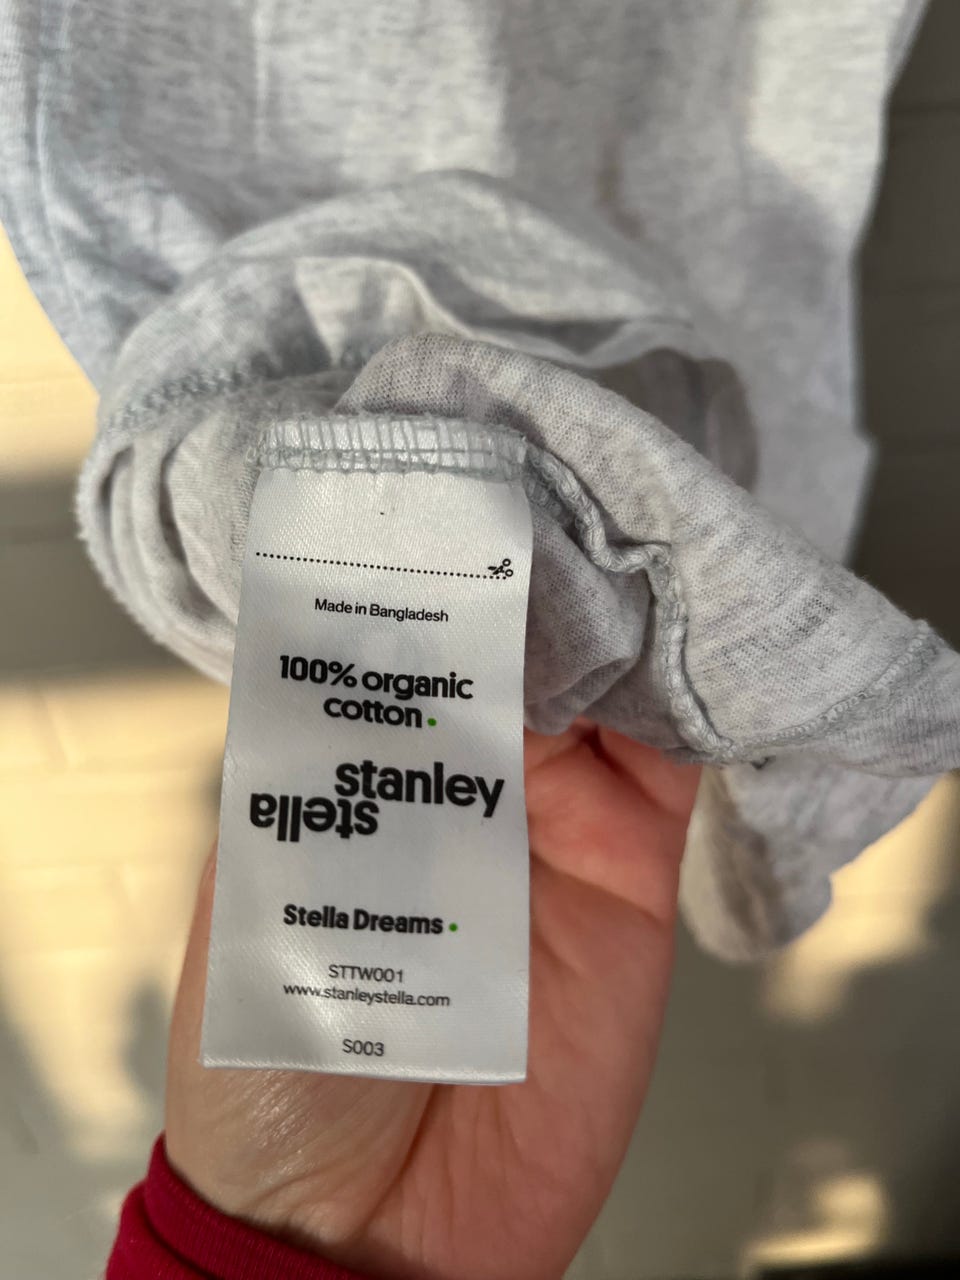 Made in Bangladesh
100% organic
cotton
stanley
stella
Stella Dreams
STTW001
www.stanleystella.com
S003